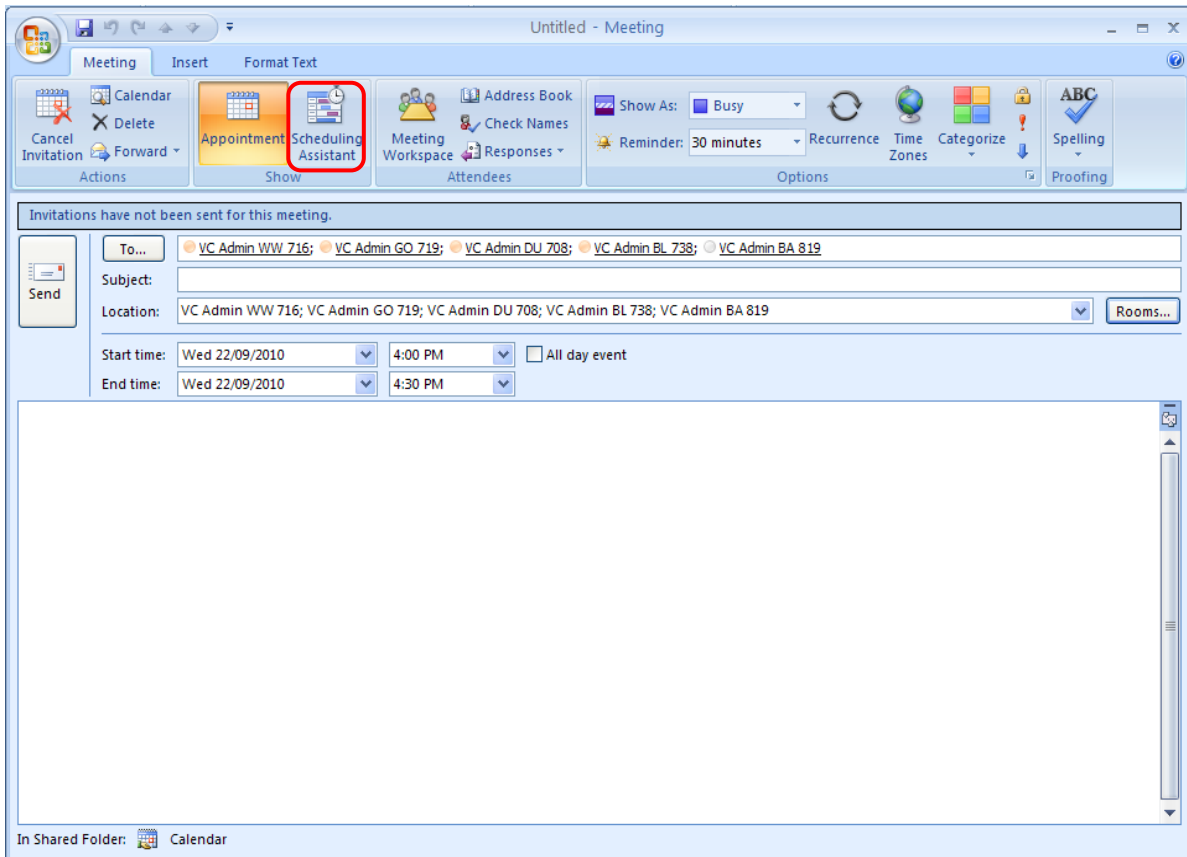 Untitled - Meeting
Meeting Insert Format Text
Cancel Invitation
Calendar
Delete
Forward
Actions
Appointment
Scheduling Assistant
Show
Meeting Workspace
Address Book
Check Names
Responses
Attendees
Show As: Busy
Reminder: 30 minutes
Recurrence
Time Zones
Categorize
Options
ABC
Spelling
Proofing
Invitations have not been sent for this meeting.
Send
To... VC Admin WW 716; VC Admin GO 719; VC Admin DU 708; VC Admin BL 738; VC Admin BA 819
Subject:
Location: VC Admin WW 716; VC Admin GO 719; VC Admin DU 708; VC Admin BL 738; VC Admin BA 819 Rooms...
Start time: Wed 22/09/2010 4:00 PM All day event
End time: Wed 22/09/2010 4:30 PM
In Shared Folder: Calendar